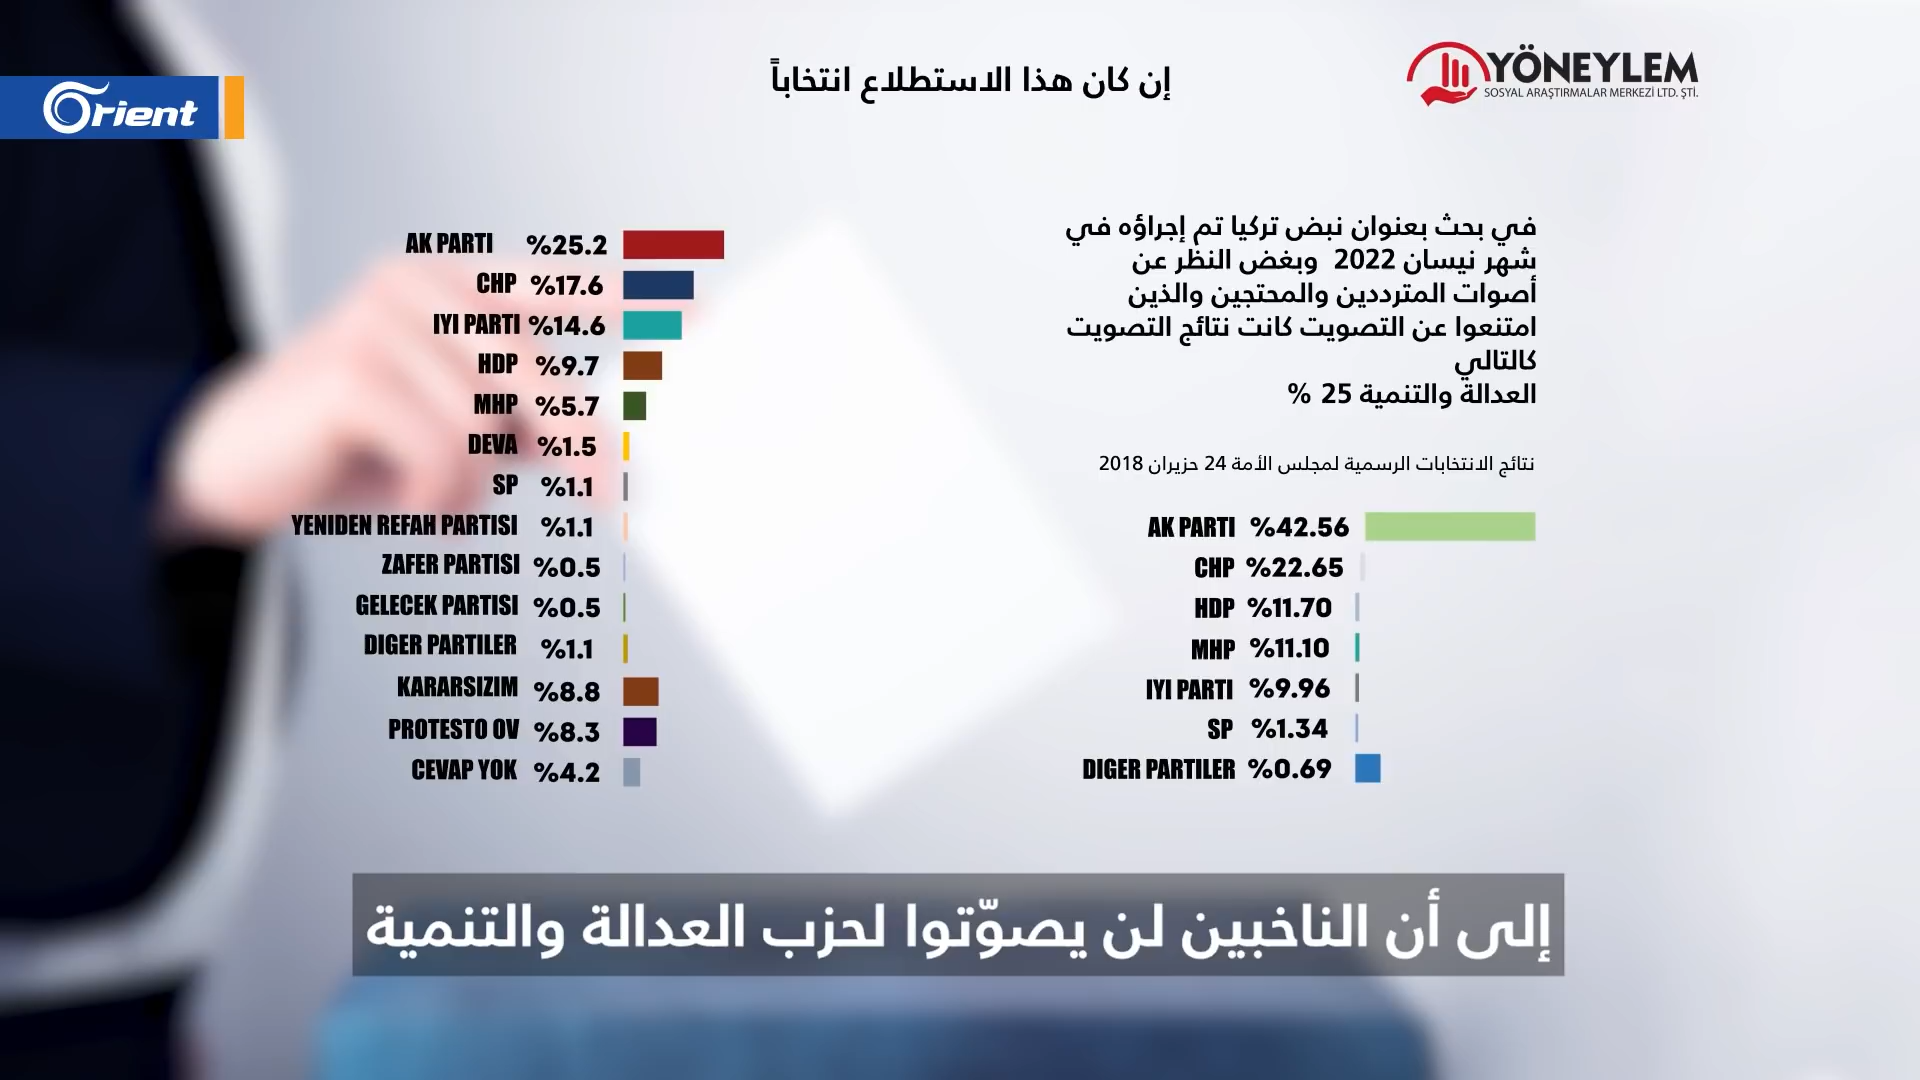 Orient
إن كان هذا الاستطلاع انتخاباً
YÖNEYLEM
SOSYAL ARAŞTIRMALAR MERKEZİ LTD. ŞTİ.
في بحث بعنوان نبض تركيا تم إجراؤه في
شهر نيسان 2022 وبغض النظر عن
أصوات المترددين والمحتجين والذين
امتنعوا عن التصويت كانت نتائج التصويت
كالتالي
العدالة والتنمية 25 %
AK PARTI %25.2
CHP %17.6
IYI PARTI %14.6
HDP %9.7
MHP %5.7
DEVA %1.5
SP %1.1
YENIDEN REFAH PARTISI %1.1
ZAFER PARTISI %0.5
GELECEK PARTISI %0.5
DIGER PARTILER %1.1
KARARSIZIM %8.8
PROTESTO OV %8.3
CEVAP YOK %4.2
نتائج الانتخابات الرسمية لمجلس الأمة 24 حزيران 2018
AK PARTI %42.56
CHP %22.65
HDP %11.70
MHP %11.10
IYI PARTI %9.96
SP %1.34
DIGER PARTILER %0.69
إلى أن الناخبين لن يصوّتوا لحزب العدالة والتنمية